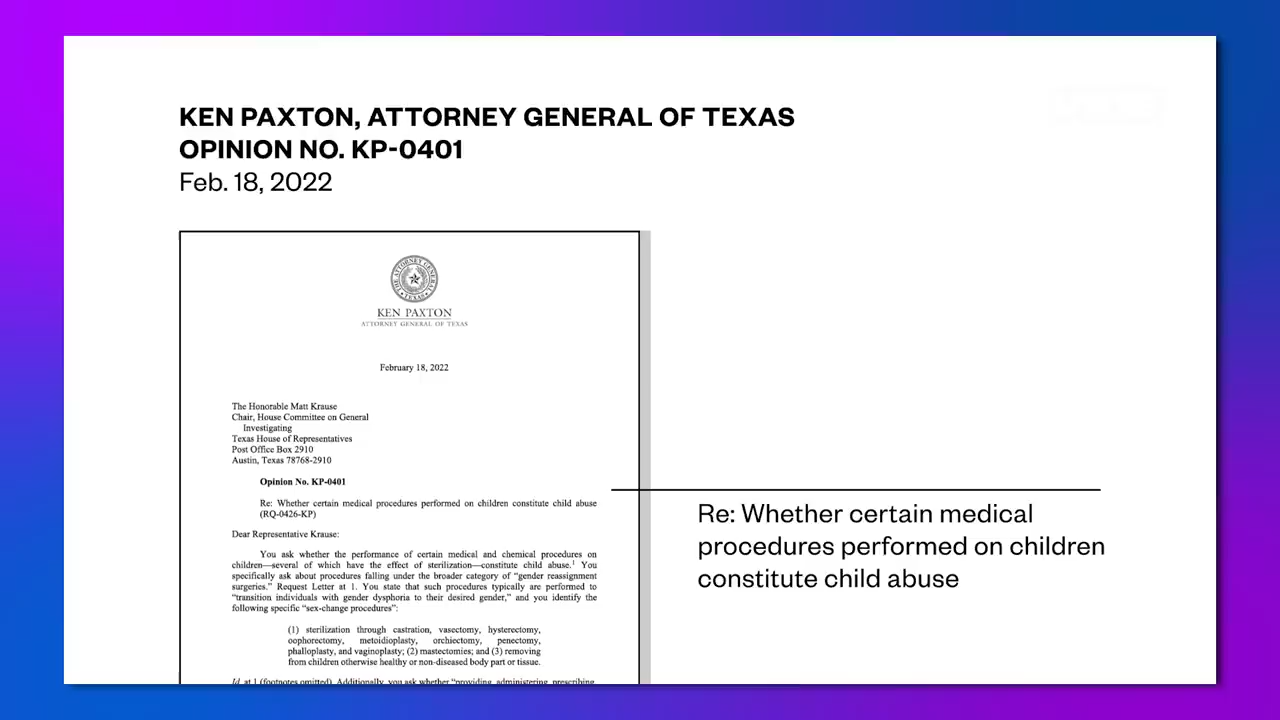 KEN PAXTON, ATTORNEY GENERAL OF TEXAS
OPINION NO. KP-0401
Feb. 18, 2022
THE ATTORNEY GENERAL
TEXAS
KEN PAXTON
ATTORNEY GENERAL OF TEXAS
February 18, 2022
The Honorable Matt Krause
Chair, House Committee on General
Investigating
Texas House of Representatives
Post Office Box 2910
Austin, Texas 78768-2910
Opinion No. KP-0401
Re: Whether certain medical procedures performed on children constitute child abuse
(RQ-0426-KP)
Dear Representative Krause:
You ask whether the performance of certain medical and chemical procedures on
children—several of which have the effect of sterilization—constitute child abuse.1 You
specifically ask about procedures falling under the broader category of “gender reassignment
surgeries.” Request Letter at 1. You state that such procedures typically are performed to
“transition individuals with gender dysphoria to their desired gender,” and you identify the
following specific “sex-change procedures”:
(1) sterilization through castration, vasectomy, hysterectomy,
oophorectomy, metoidioplasty, orchiectomy, penectomy,
phalloplasty, and vaginoplasty; (2) mastectomies; and (3) removing
from children otherwise healthy or non-diseased body part or tissue.
Id. at 1 (footnotes omitted). Additionally, you ask whether “providing, administering, prescribing,
Re: Whether certain medical
procedures performed on children
constitute child abuse